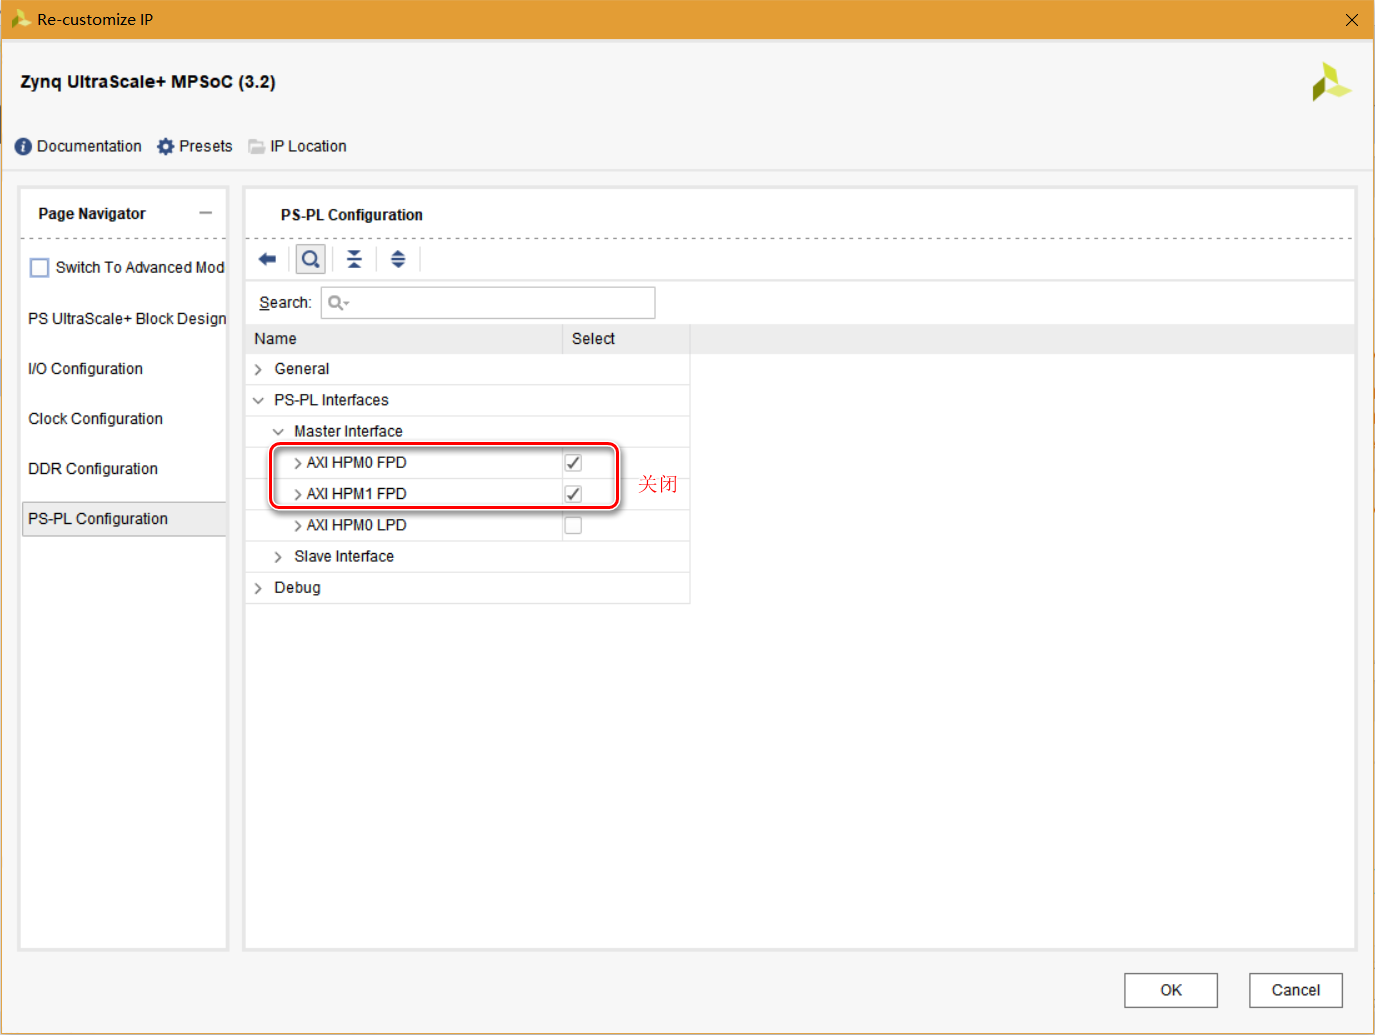 Re-customize IP
Zynq UltraScale+ MPSoC (3.2)
Documentation Presets IP Location
Page Navigator
Switch To Advanced Mod
PS UltraScale+ Block Design
I/O Configuration
Clock Configuration
DDR Configuration
PS-PL Configuration
PS-PL Configuration
Search:
Name Select
General
PS-PL Interfaces
Master Interface
AXI HPM0 FPD
AXI HPM1 FPD
关闭
AXI HPM0 LPD
Slave Interface
Debug
OK Cancel